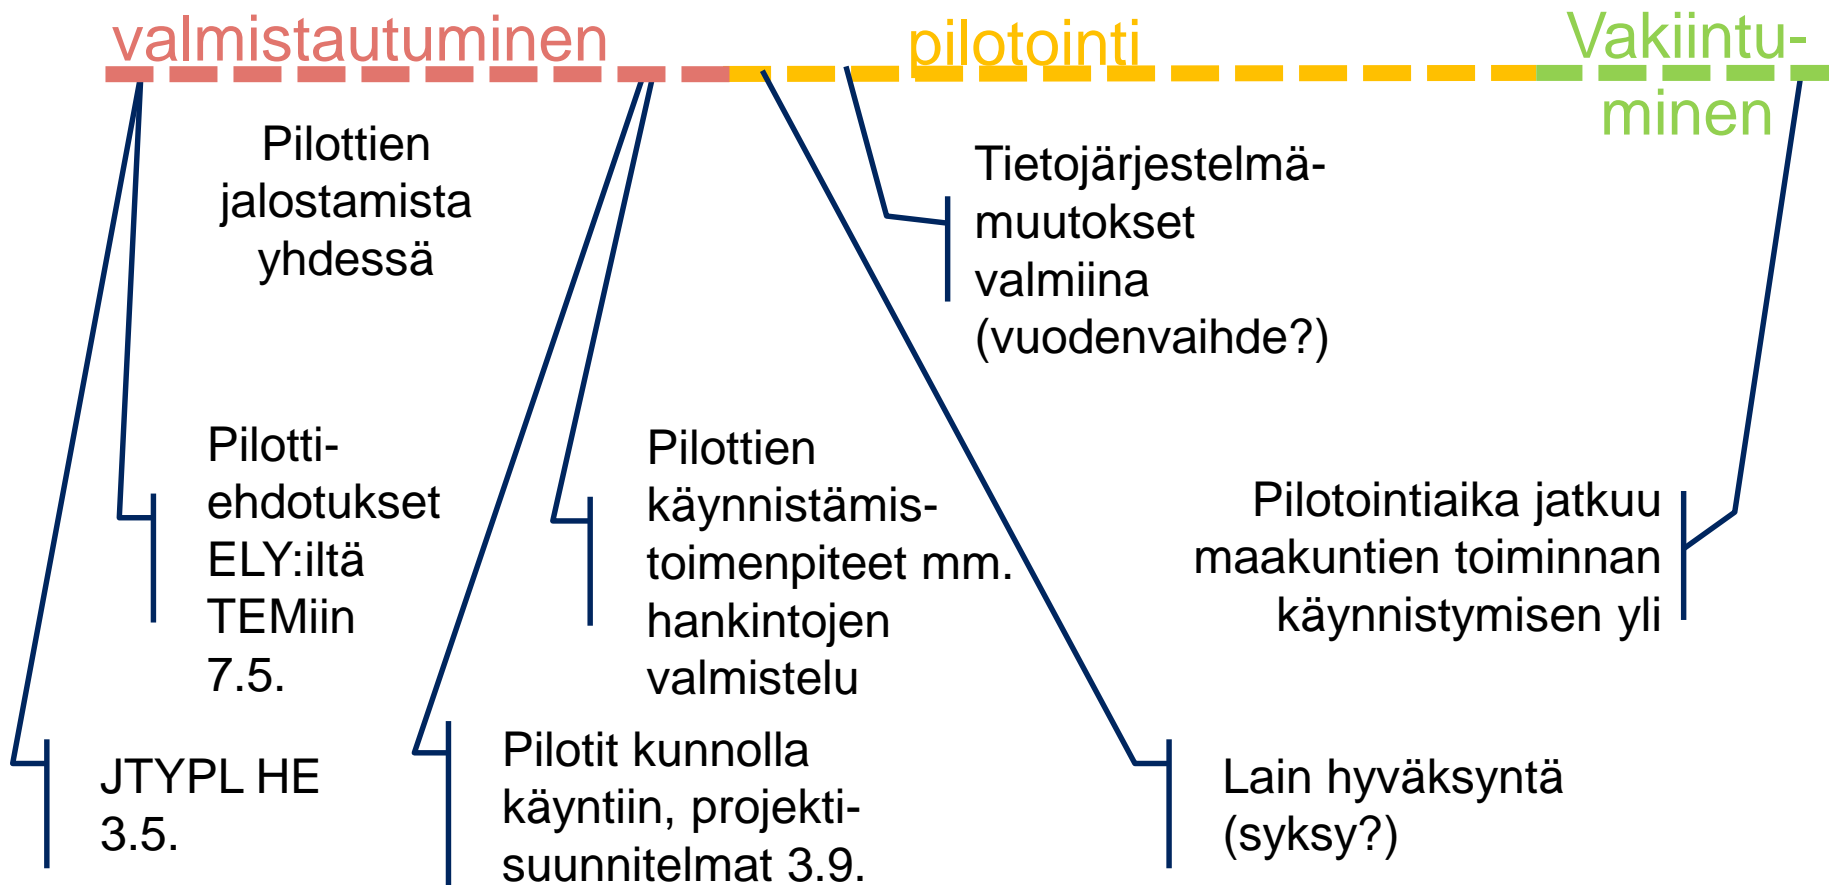 valmistautuminen
pilotointi
Vakiintu-
minen
Pilottien
jalostamista
yhdessä
Tietojärjestelmä-
muutokset
valmiina
(vuodenvaihde?)
Pilotti-
ehdotukset
ELY:iltä
TEMiin
7.5.
Pilottien
käynnistämis-
toimenpiteet mm.
hankintojen
valmistelu
Pilotointiaika jatkuu
maakuntien toiminnan
käynnistymisen yli
JTYPL HE
3.5.
Pilotit kunnolla
käyntiin, projekti-
suunnitelmat 3.9.
Lain hyväksyntä
(syksy?)